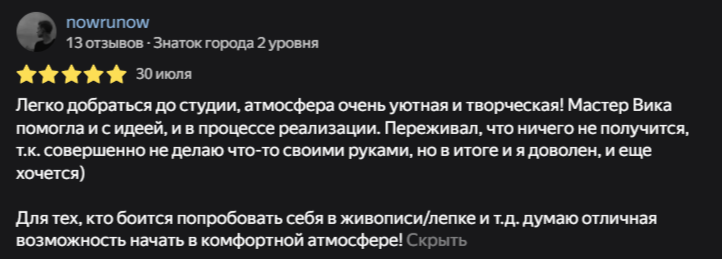 nowrunow
13 отзывов · Знаток города 2 уровня
30 июля
Легко добраться до студии, атмосфера очень уютная и творческая! Мастер Вика
помогла и с идеей, и в процессе реализации. Переживал, что ничего не получится,
т.к. совершенно не делаю что-то своими руками, но в итоге и я доволен, и еще
хочется)
Для тех, кто боится попробовать себя в живописи/лепке и т.д. думаю отличная
возможность начать в комфортной атмосфере! Скрыть